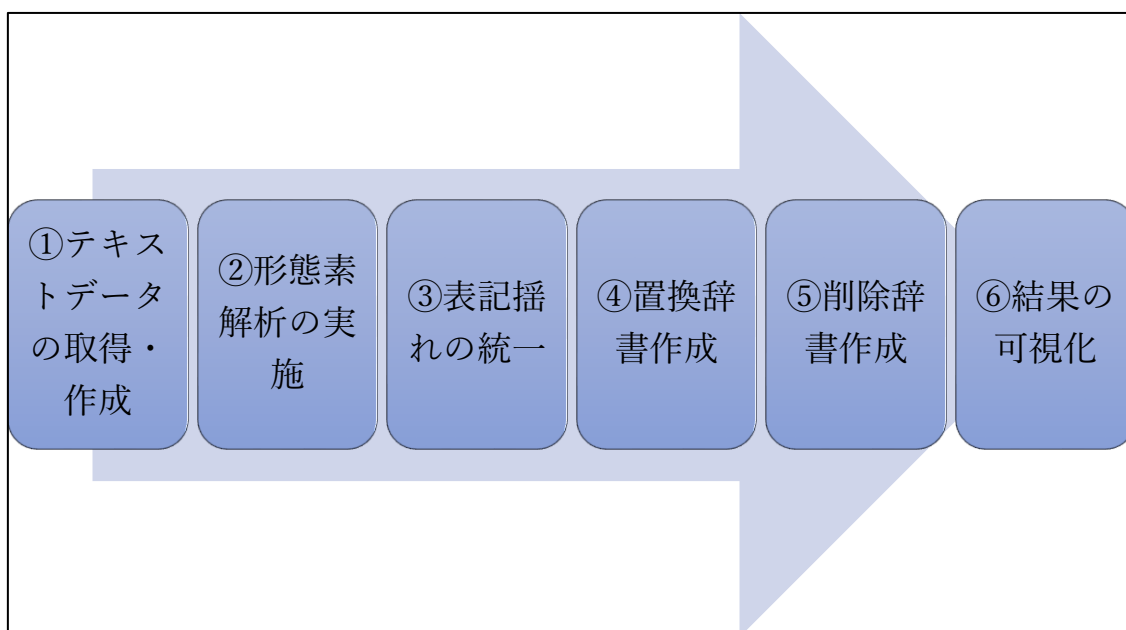 ①テキス
トデータ
の取得・
作成
②形態素
解析の実
施
③表記揺
れの統一
④置換辞
書作成
⑤削除辞
書作成
⑥結果の
可視化